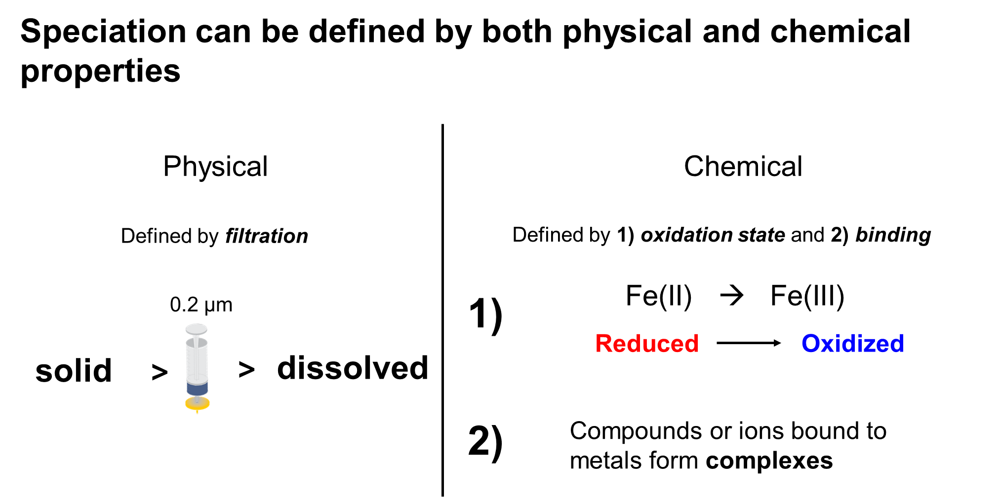 Speciation can be defined by both physical and chemical
properties
Physical
Defined by filtration
0.2 µm
solid > > dissolved
Chemical
Defined by 1) oxidation state and 2) binding
1)
Fe(II) → Fe(III)
Reduced Oxidized
2)
Compounds or ions bound to
metals form complexes